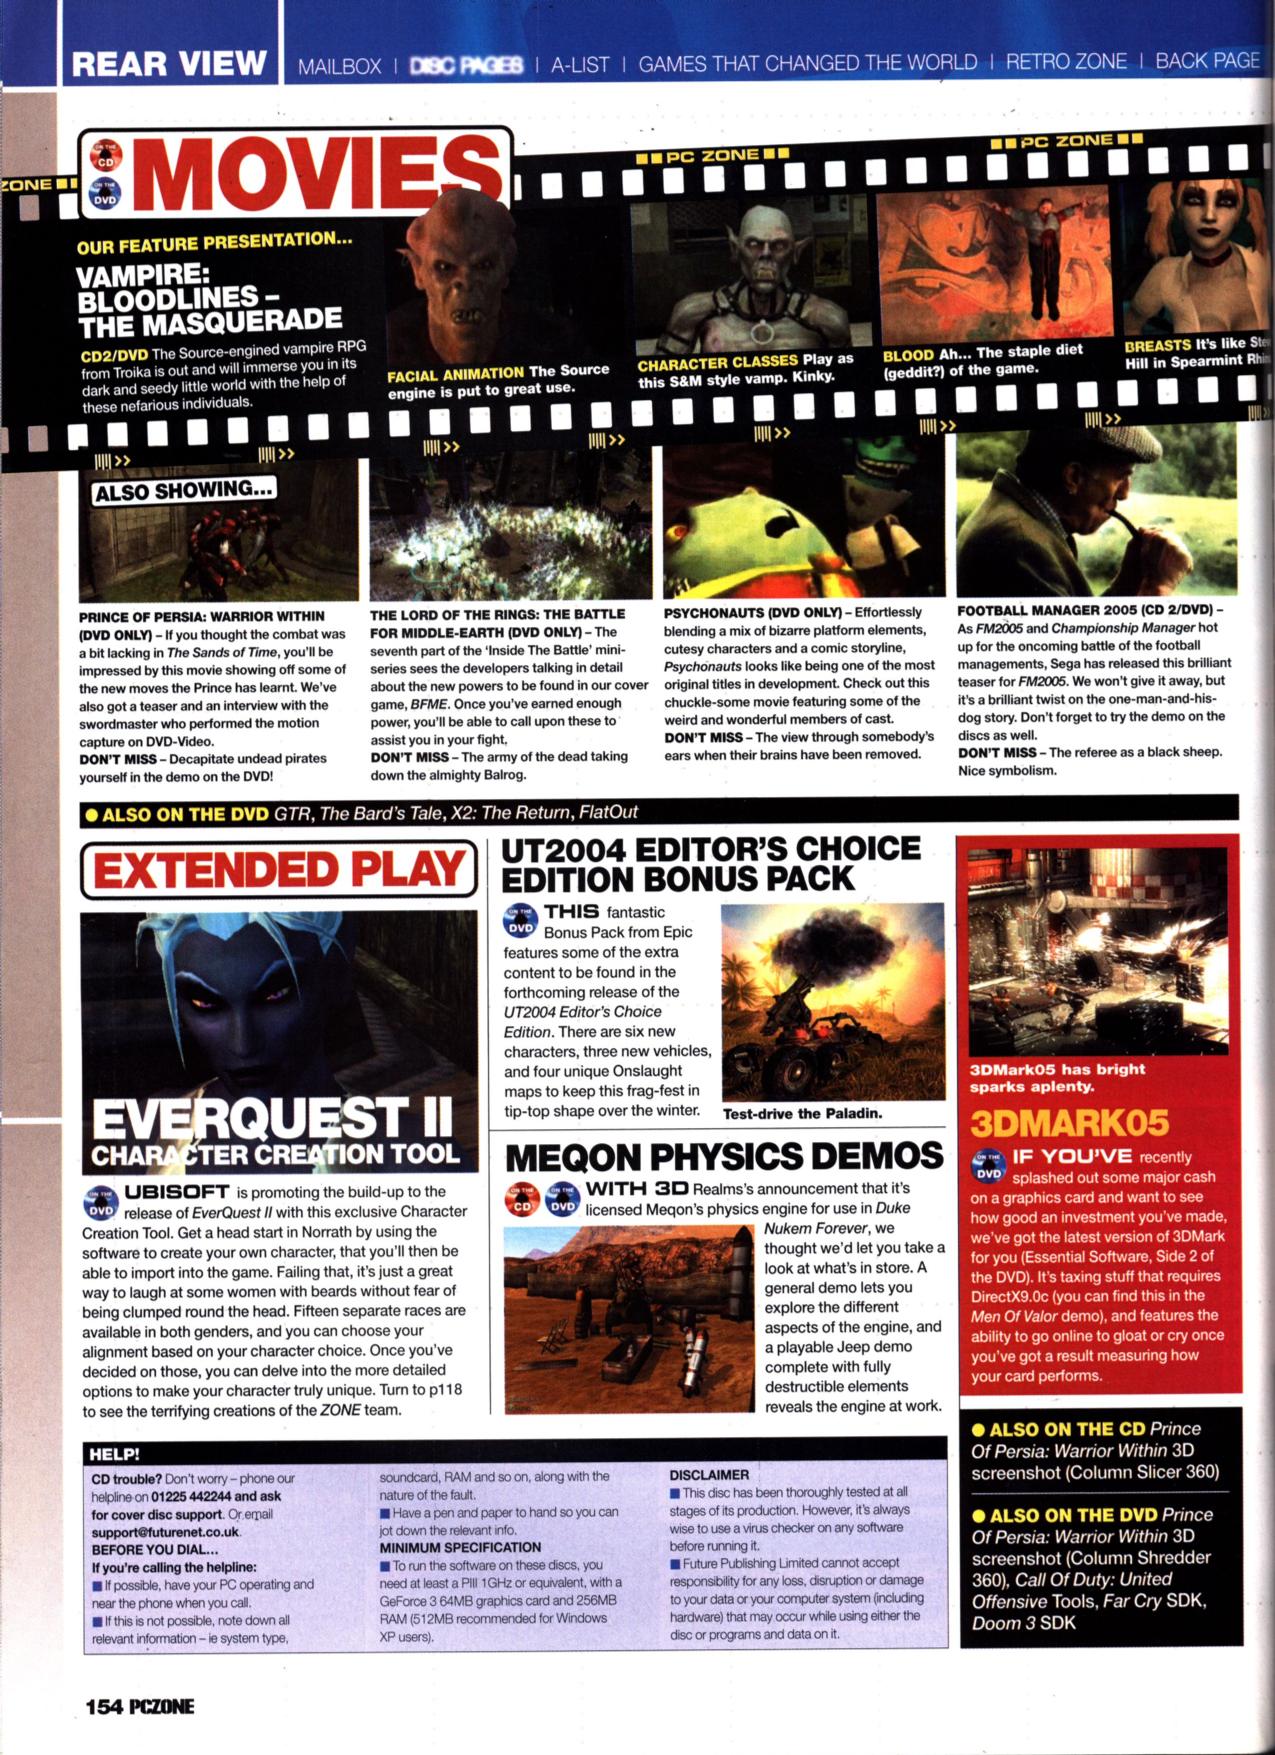 REAR VIEW
MAILBOX | DISC PAGES | A-LIST | GAMES THAT CHANGED THE WORLD | RETRO ZONE | BACK PAGE
ON THE CD
ON THE DVD
MOVIES
ZONE
PC ZONE
PC ZONE
OUR FEATURE PRESENTATION...
VAMPIRE:
BLOODLINES –
THE MASQUERADE
CD2/DVD The Source-engined vampire RPG
from Troika is out and will immerse you in its
dark and seedy little world with the help of
these nefarious individuals.
FACIAL ANIMATION The Source
engine is put to great use.
CHARACTER CLASSES Play as
this S&M style vamp. Kinky.
BLOOD Ah... The staple diet
(geddit?) of the game.
BREASTS It's like
Hill in Spearmint
ALSO SHOWING...
PRINCE OF PERSIA: WARRIOR WITHIN
(DVD ONLY) – If you thought the combat was
a bit lacking in The Sands of Time, you'll be
impressed by this movie showing off some of
the new moves the Prince has learnt. We've
also got a teaser and an interview with the
swordmaster who performed the motion
capture on DVD-Video.
DON'T MISS – Decapitate undead pirates
yourself in the demo on the DVD!
THE LORD OF THE RINGS: THE BATTLE
FOR MIDDLE-EARTH (DVD ONLY) – The
seventh part of the 'Inside The Battle' mini-
series sees the developers talking in detail
about the new powers to be found in our cover
game, BFME. Once you've earned enough
power, you'll be able to call upon these to
assist you in your fight.
DON'T MISS – The army of the dead taking
down the almighty Balrog.
PSYCHONAUTS (DVD ONLY) – Effortlessly
blending a mix of bizarre platform elements,
cutesy characters and a comic storyline,
Psychonauts looks like being one of the most
original titles in development. Check out this
chuckle-some movie featuring some of the
weird and wonderful members of cast.
DON'T MISS – The view through somebody's
ears when their brains have been removed.
FOOTBALL MANAGER 2005 (CD 2/DVD) –
As FM2005 and Championship Manager hot
up for the oncoming battle of the football
managements, Sega has released this brilliant
teaser for FM2005. We won't give it away, but
it's a brilliant twist on the one-man-and-his-
dog story. Don't forget to try the demo on the
discs as well.
DON'T MISS – The referee as a black sheep.
Nice symbolism.
● ALSO ON THE DVD GTR, The Bard's Tale, X2: The Return, FlatOut
EXTENDED PLAY
EVERQUEST II
CHARACTER CREATION TOOL
ON THE DVD
UBISOFT is promoting the build-up to the
release of EverQuest II with this exclusive Character
Creation Tool. Get a head start in Norrath by using the
software to create your own character, that you'll then be
able to import into the game. Failing that, it's just a great
way to laugh at some women with beards without fear of
being clumped round the head. Fifteen separate races are
available in both genders, and you can choose your
alignment based on your character choice. Once you've
decided on those, you can delve into the more detailed
options to make your character truly unique. Turn to p118
to see the terrifying creations of the ZONE team.
UT2004 EDITOR'S CHOICE
EDITION BONUS PACK
ON THE DVD
THIS fantastic
Bonus Pack from Epic
features some of the extra
content to be found in the
forthcoming release of the
UT2004 Editor's Choice
Edition. There are six new
characters, three new vehicles,
and four unique Onslaught
maps to keep this frag-fest in
tip-top shape over the winter.
Test-drive the Paladin.
MEQON PHYSICS DEMOS
ON THE CD
ON THE DVD
WITH 3D Realms's announcement that it's
licensed Meqon's physics engine for use in Duke
Nukem Forever, we
thought we'd let you take a
look at what's in store. A
general demo lets you
explore the different
aspects of the engine, and
a playable Jeep demo
complete with fully
destructible elements
reveals the engine at work.
3DMark05 has bright
sparks aplenty.
3DMARK05
ON THE DVD
IF YOU'VE recently
splashed out some major cash
on a graphics card and want to see
how good an investment you've made,
we've got the latest version of 3DMark
for you (Essential Software, Side 2 of
the DVD). It's taxing stuff that requires
DirectX9.0c (you can find this in the
Men Of Valor demo), and features the
ability to go online to gloat or cry once
you've got a result measuring how
your card performs.
● ALSO ON THE CD Prince
Of Persia: Warrior Within 3D
screenshot (Column Slicer 360)
● ALSO ON THE DVD Prince
Of Persia: Warrior Within 3D
screenshot (Column Shredder
360), Call Of Duty: United
Offensive Tools, Far Cry SDK,
Doom 3 SDK
HELP!
CD trouble? Don't worry – phone our
helpline on 01225 442244 and ask
for cover disc support. Or email
support@futurenet.co.uk.
BEFORE YOU DIAL...
If you're calling the helpline:
■ If possible, have your PC operating and
near the phone when you call.
■ If this is not possible, note down all
relevant information – ie system type,
soundcard, RAM and so on, along with the
nature of the fault.
■ Have a pen and paper to hand so you can
jot down the relevant info.
MINIMUM SPECIFICATION
■ To run the software on these discs, you
need at least a PIII 1GHz or equivalent, with a
GeForce 3 64MB graphics card and 256MB
RAM (512MB recommended for Windows
XP users).
DISCLAIMER
■ This disc has been thoroughly tested at all
stages of its production. However, it's always
wise to use a virus checker on any software
before running it.
■ Future Publishing Limited cannot accept
responsibility for any loss, disruption or damage
to your data or your computer system (including
hardware) that may occur while using either the
disc or programs and data on it.
154 PCZONE